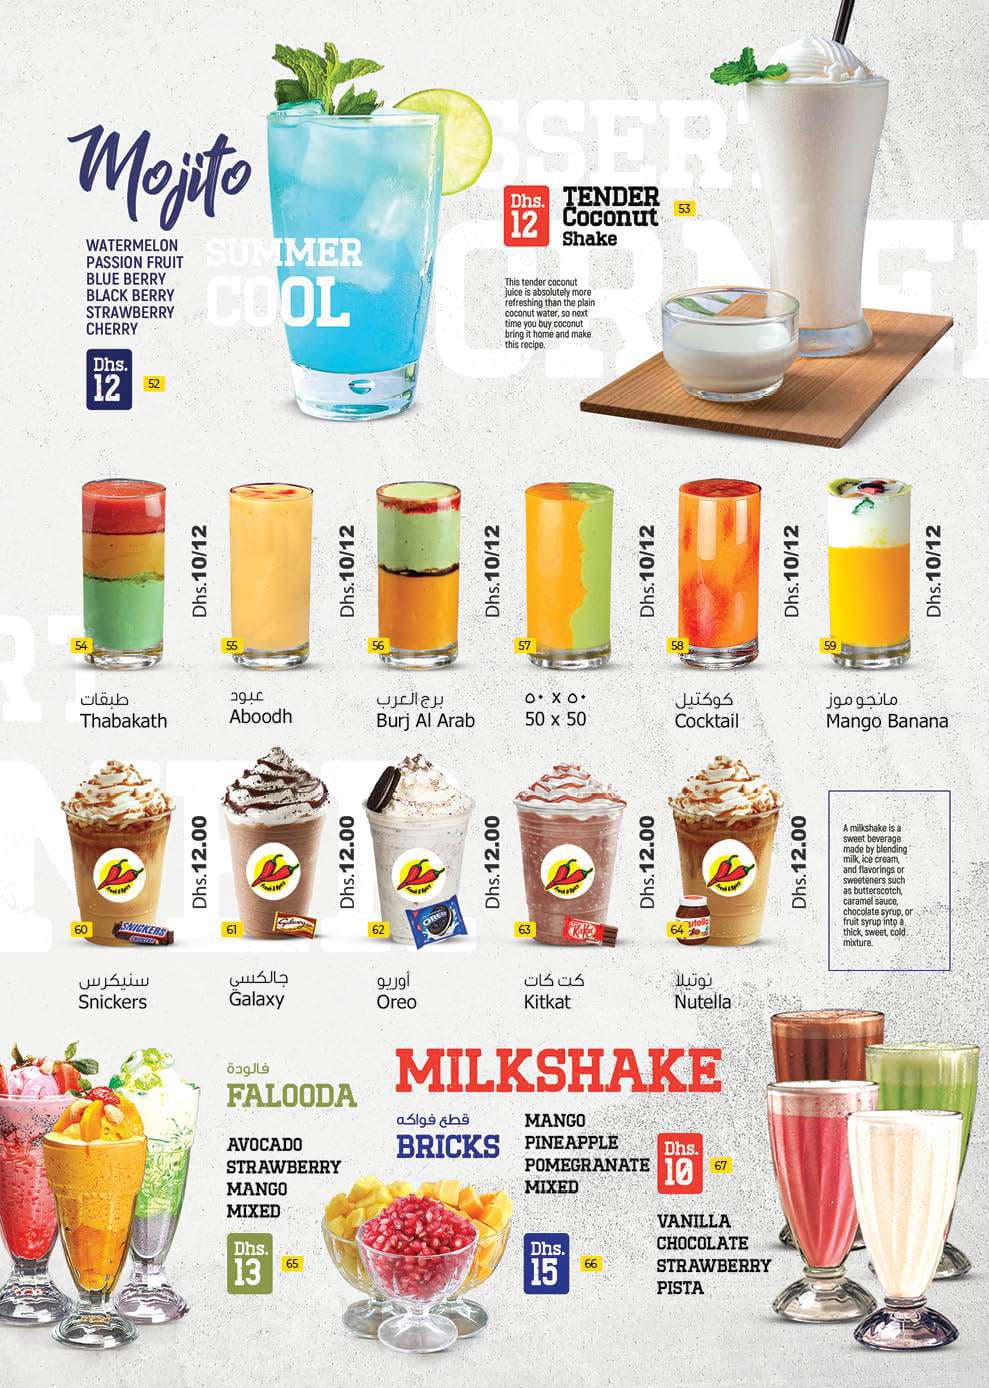 Mojito
WATERMELON
PASSION FRUIT
BLUE BERRY
BLACK BERRY
STRAWBERRY
CHERRY
Dhs.
12
52
SUMMER
COOL
Dhs.
12
TENDER
Coconut
Shake
53
This tender coconut
juice is absolutely more
refreshing than the plain
coconut water, so next
time you buy coconut
bring it home and make
this recipe.
54
Dhs.10/12
طبقات
Thabakath
55
Dhs.10/12
عبود
Aboodh
56
Dhs.10/12
برج العرب
Burj Al Arab
57
Dhs.10/12
٥٠ x ٥٠
50 x 50
58
Dhs.10/12
كوكتيل
Cocktail
59
Dhs.10/12
مانجو موز
Mango Banana
60
SNICKERS
Dhs.12.00
سنيكرس
Snickers
61
Galaxy
Dhs.12.00
جالكسي
Galaxy
62
OREO
Dhs.12.00
أوريو
Oreo
63
KitKat
Dhs.12.00
كت كات
Kitkat
64
nutella
Dhs.12.00
نوتيلا
Nutella
A milkshake is a
sweet beverage
made by blending
milk, ice cream,
and flavorings or
sweeteners such
as butterscotch,
caramel sauce,
chocolate syrup, or
fruit syrup into a
thick, sweet, cold
mixture.
فالودة
FALOODA
AVOCADO
STRAWBERRY
MANGO
MIXED
Dhs.
13
65
MILKSHAKE
قطع فواكه
BRICKS
MANGO
PINEAPPLE
POMEGRANATE
MIXED
Dhs.
15
66
Dhs.
10
67
VANILLA
CHOCOLATE
STRAWBERRY
PISTA